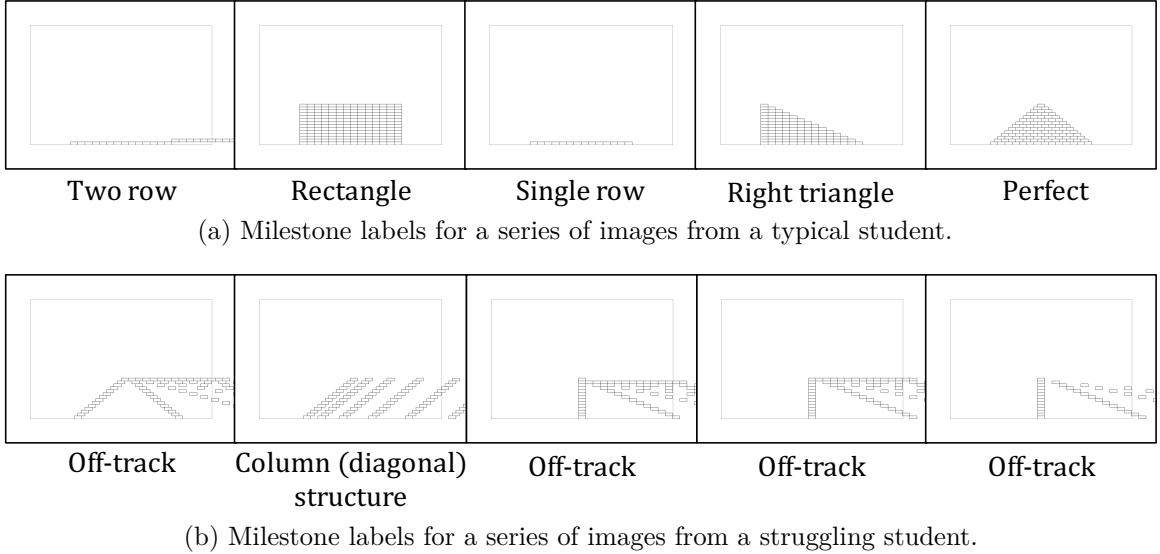 Two row Rectangle Single row Right triangle Perfect
(a) Milestone labels for a series of images from a typical student.
Off-track Column (diagonal) Off-track Off-track Off-track
structure
(b) Milestone labels for a series of images from a struggling student.